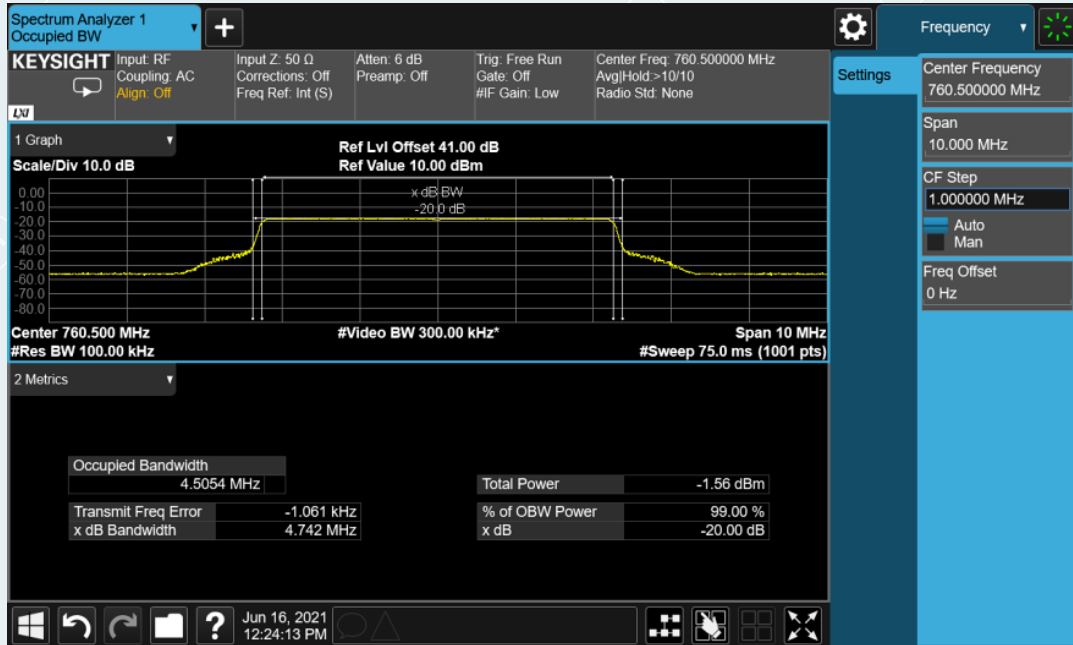 Spectrum Analyzer 1
Occupied BW
+
Frequency
KEYSIGHT
LXI
Input: RF
Coupling: AC
Align: Off
Input Z: 50 Ω
Corrections: Off
Freq Ref: Int (S)
Atten: 6 dB
Preamp: Off
Trig: Free Run
Gate: Off
#IF Gain: Low
Center Freq: 760.500000 MHz
Avg|Hold:>10/10
Radio Std: None
Settings
Center Frequency
760.500000 MHz
Span
10.000 MHz
CF Step
1.000000 MHz
Auto
Man
Freq Offset
0 Hz
1 Graph
Scale/Div 10.0 dB
Ref Lvl Offset 41.00 dB
Ref Value 10.00 dBm
x dB BW
-20.0 dB
0.00
-10.0
-20.0
-30.0
-40.0
-50.0
-60.0
-70.0
-80.0
Center 760.500 MHz
#Video BW 300.00 kHz*
Span 10 MHz
#Res BW 100.00 kHz
#Sweep 75.0 ms (1001 pts)
2 Metrics
Occupied Bandwidth
4.5054 MHz
Total Power -1.56 dBm
Transmit Freq Error -1.061 kHz
% of OBW Power 99.00 %
x dB Bandwidth 4.742 MHz
x dB -20.00 dB
?
Jun 16, 2021
12:24:13 PM